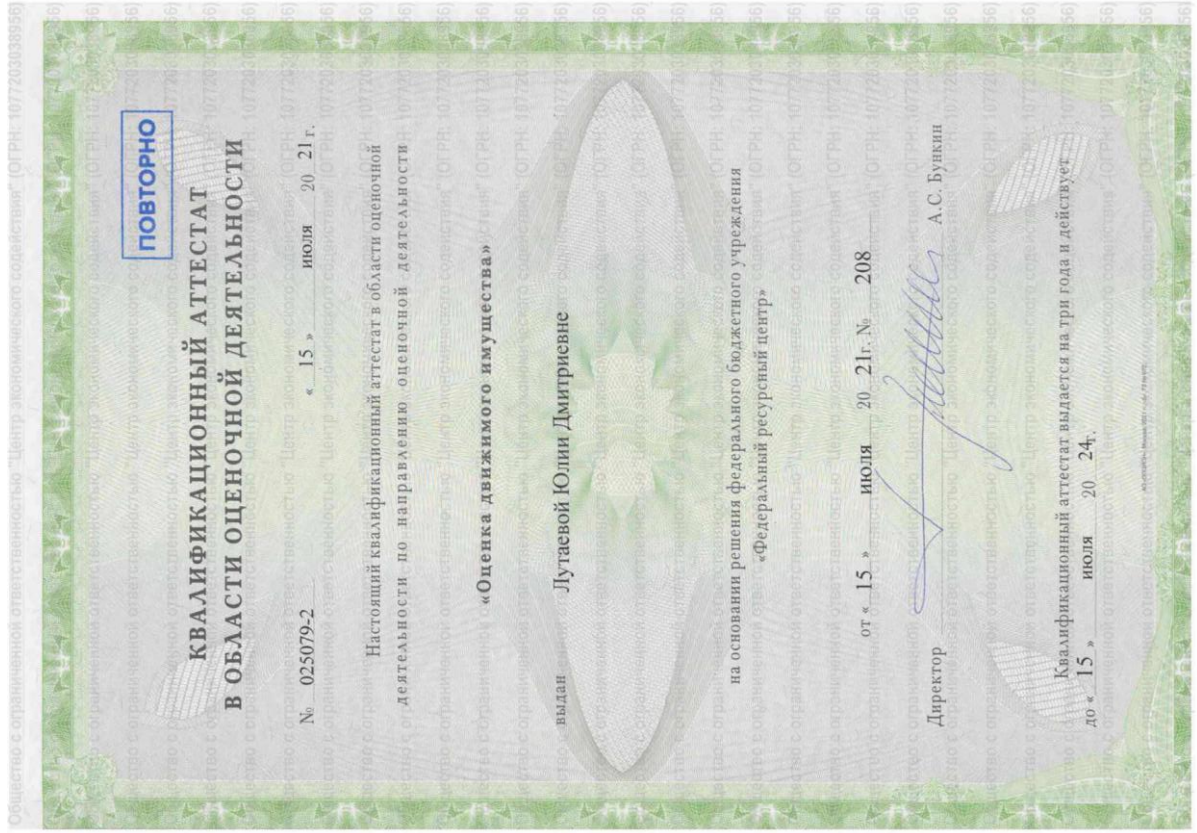 ПОВТОРНО
КВАЛИФИКАЦИОННЫЙ АТТЕСТАТ
В ОБЛАСТИ ОЦЕНОЧНОЙ ДЕЯТЕЛЬНОСТИ
№ 025079-2 « 15 » июля 20 21 г.
Настоящий квалификационный аттестат в области оценочной
деятельности по направлению оценочной деятельности
«Оценка движимого имущества»
выдан Лутаевой Юлии Дмитриевне
на основании решения федерального бюджетного учреждения
«Федеральный ресурсный центр»
от « 15 » июля 20 21г. № 208
Директор А.С. Бункин
Квалификационный аттестат выдается на три года и действует
до « 15 » июля 20 24г.